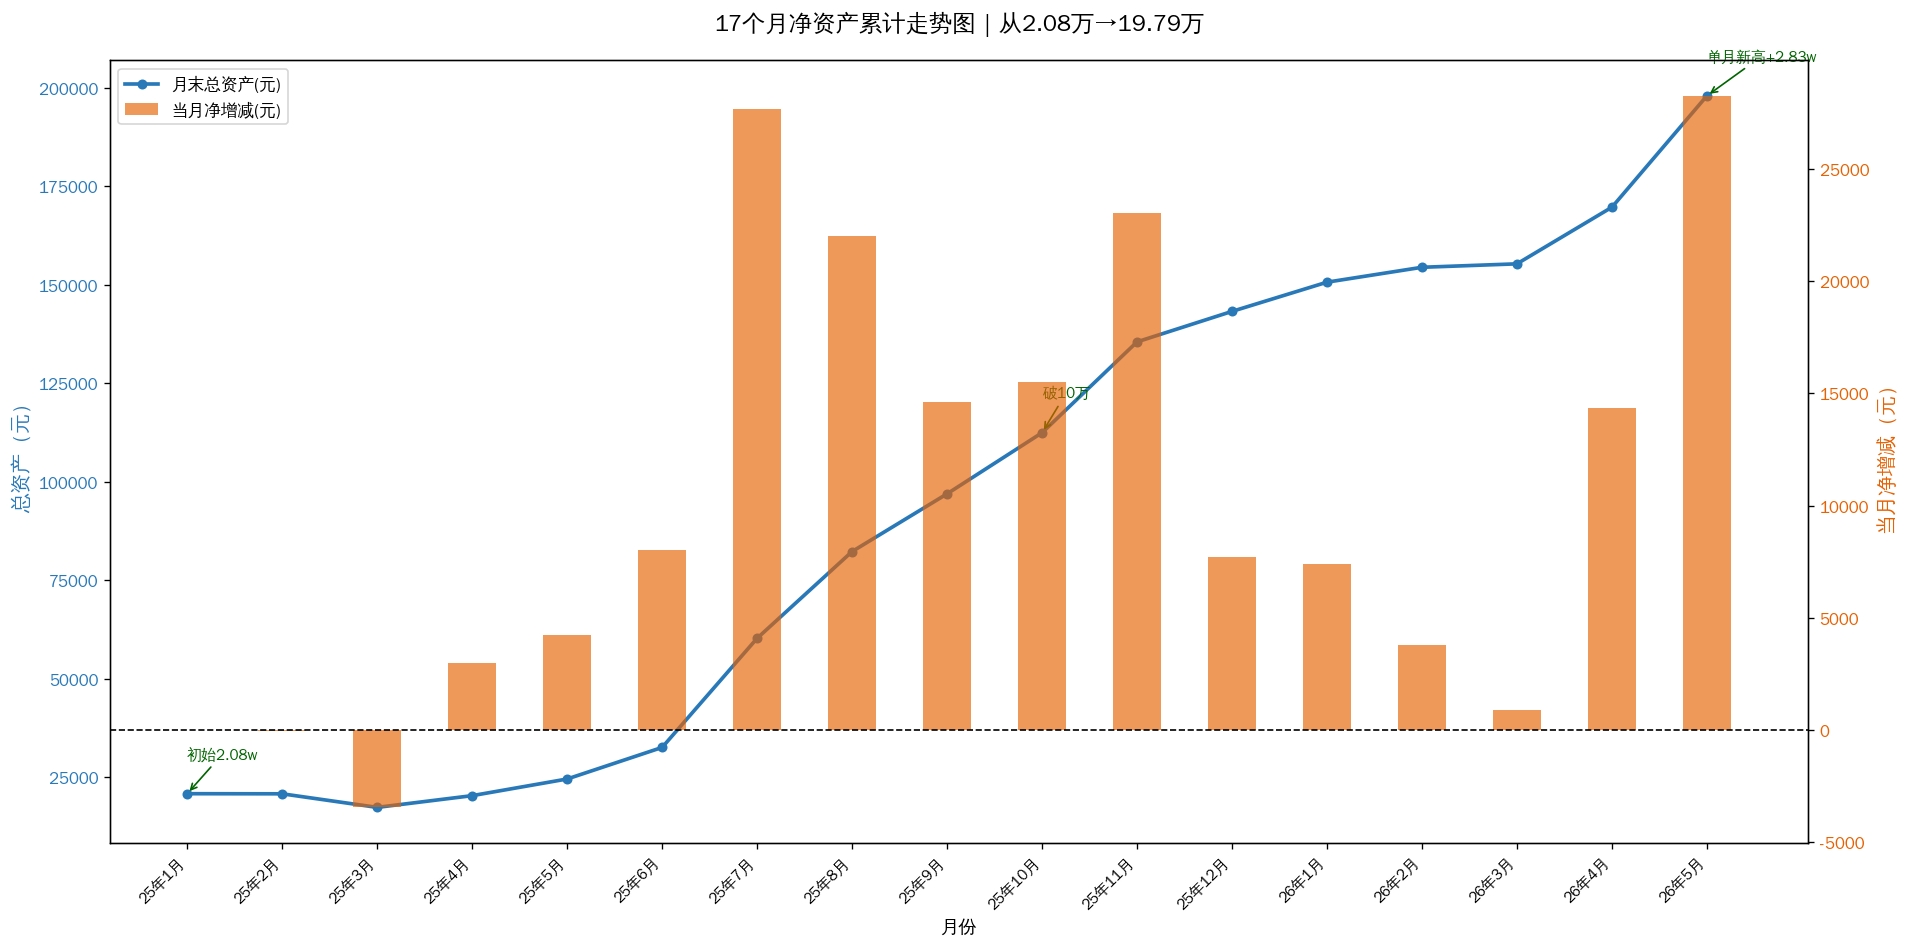 17个月净资产累计走势图 | 从2.08万→19.79万
单月新高+2.83w
月末总资产(元)
当月净增减(元)
200000
175000
150000
125000
100000
75000
50000
25000
总资产（元）
破10万
初始2.08w
25000
20000
15000
10000
5000
0
-5000
当月净增减（元）
25年1月
25年2月
25年3月
25年4月
25年5月
25年6月
25年7月
25年8月
25年9月
25年10月
25年11月
25年12月
26年1月
26年2月
26年3月
26年4月
26年5月
月份